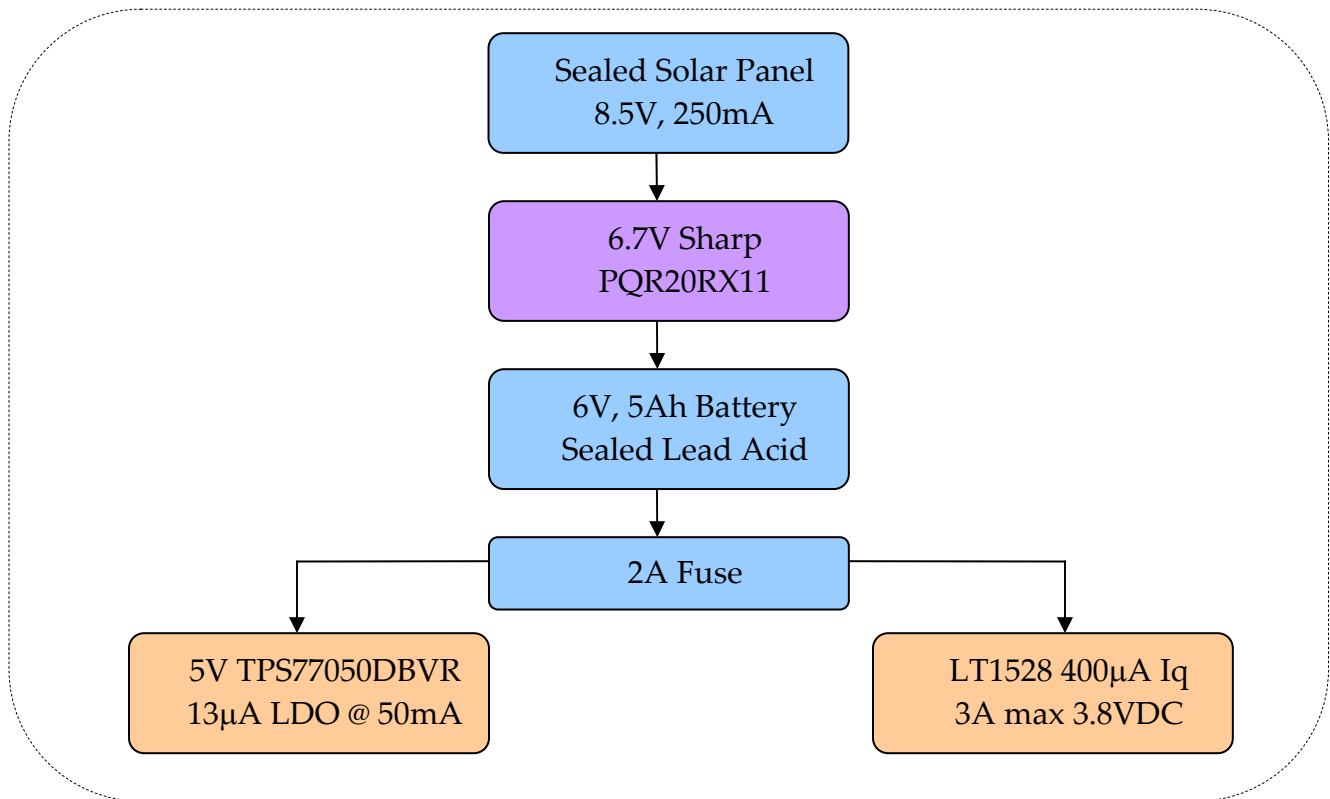 Sealed Solar Panel
8.5V, 250mA
6.7V Sharp
PQR20RX11
6V, 5Ah Battery
Sealed Lead Acid
2A Fuse
5V TPS77050DBVR
13µA LDO @ 50mA
LT1528 400µA Iq
3A max 3.8VDC